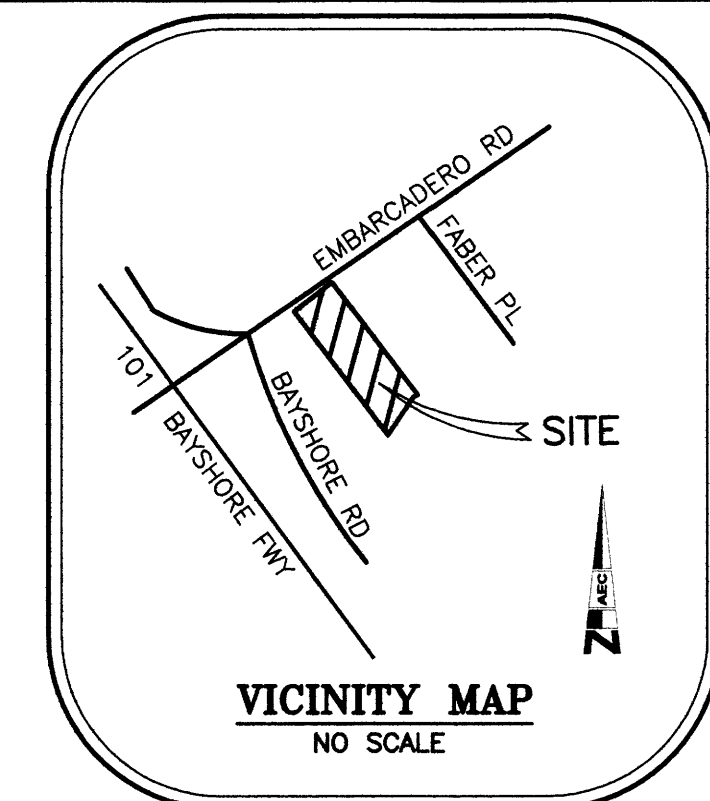 EMBARCADERO RD
FABER PL
101
BAYSHORE FWY
BAYSHORE RD
SITE
AEC
N
VICINITY MAP
NO SCALE